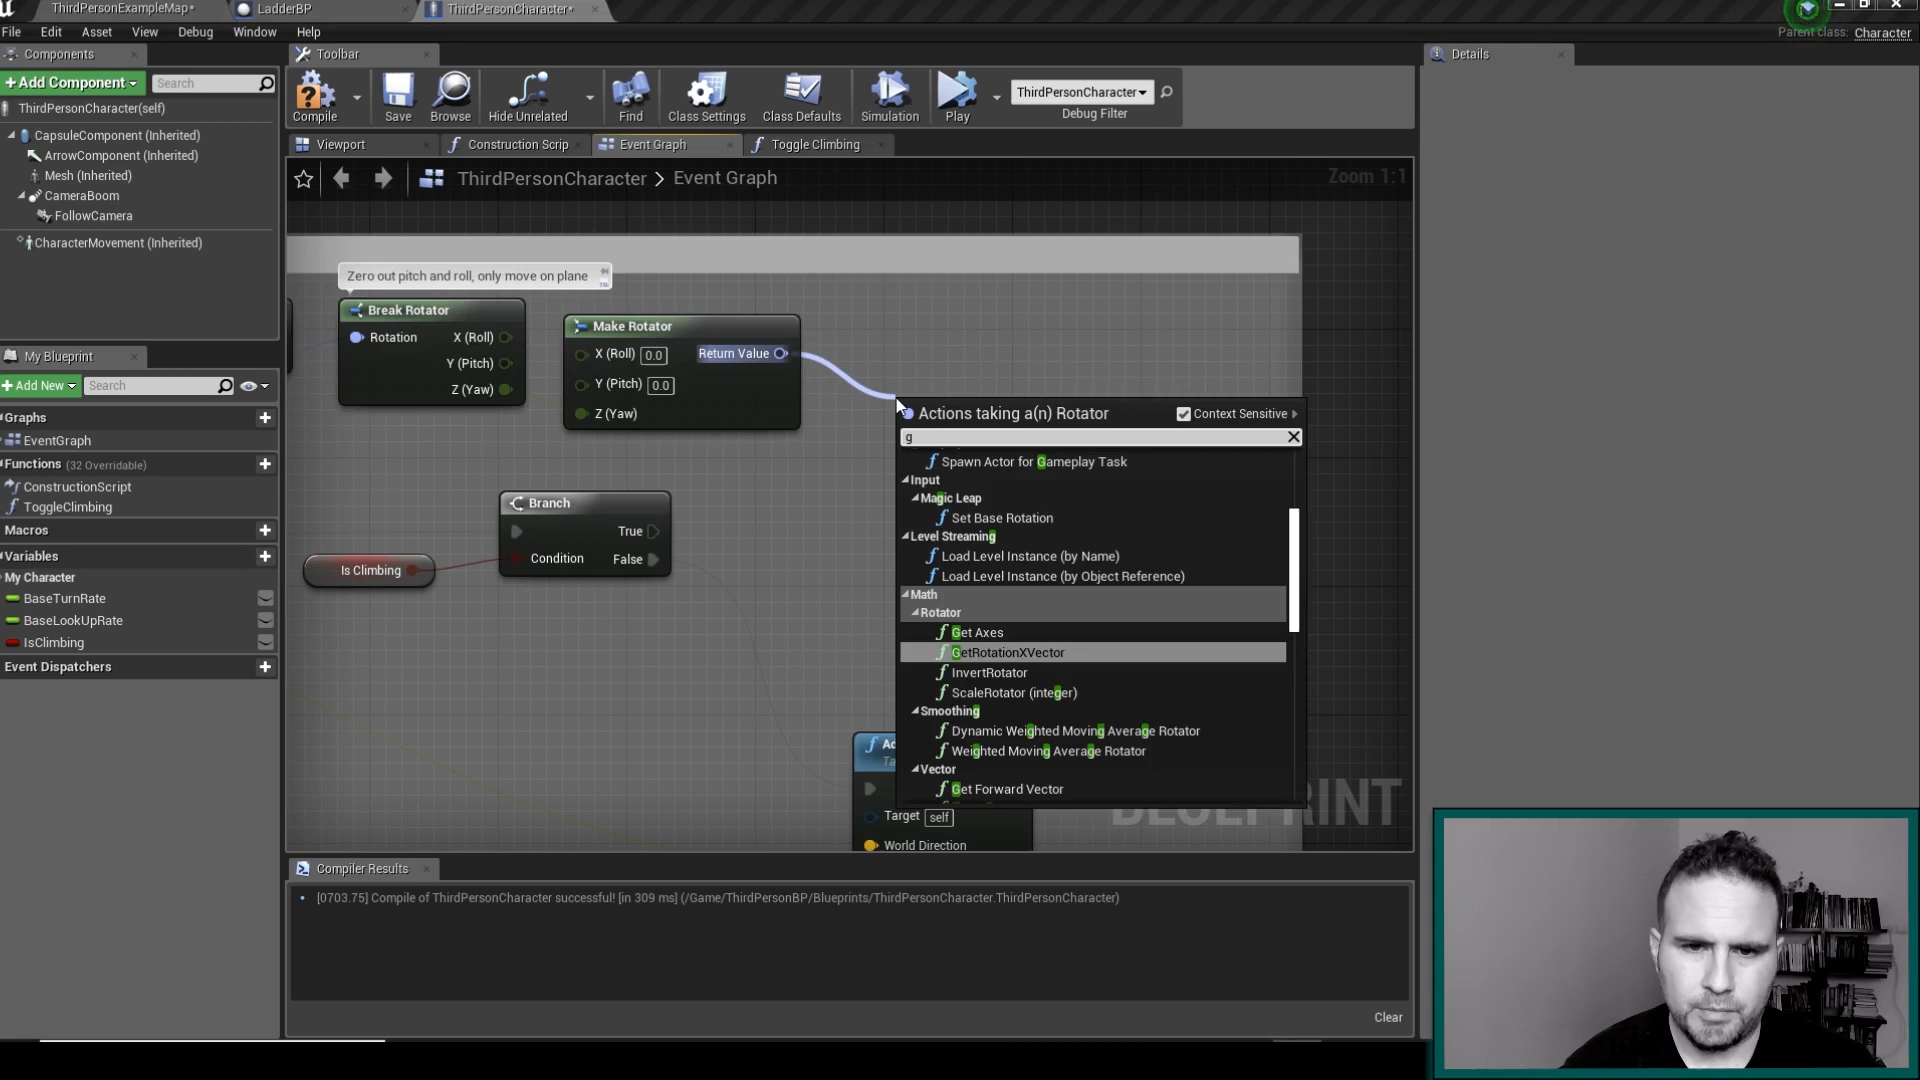 ThirdPersonExampleMap*
LadderBP
ThirdPersonCharacter*
File Edit Asset View Debug Window Help
Parent class: Character
Components
Toolbar
Details
+Add Component
Search
Compile
Save
Browse
Hide Unrelated
Find
Class Settings
Class Defaults
Simulation
Play
ThirdPersonCharacter
Debug Filter
ThirdPersonCharacter(self)
CapsuleComponent (Inherited)
ArrowComponent (Inherited)
Mesh (Inherited)
CameraBoom
FollowCamera
CharacterMovement (Inherited)
Viewport
Construction Scrip
Event Graph
Toggle Climbing
ThirdPersonCharacter > Event Graph
Zoom 1:1
Zero out pitch and roll, only move on plane
Break Rotator
Rotation
X (Roll)
Y (Pitch)
Z (Yaw)
Make Rotator
X (Roll) 0.0
Return Value
Y (Pitch) 0.0
Z (Yaw)
Branch
True
Condition
False
Is Climbing
Target self
World Direction
Actions taking a(n) Rotator
Context Sensitive
g
Spawn Actor for Gameplay Task
Input
Magic Leap
Set Base Rotation
Level Streaming
Load Level Instance (by Name)
Load Level Instance (by Object Reference)
Math
Rotator
Get Axes
GetRotationXVector
InvertRotator
ScaleRotator (integer)
Smoothing
Dynamic Weighted Moving Average Rotator
Weighted Moving Average Rotator
Vector
Get Forward Vector
My Blueprint
+Add New
Search
Graphs
EventGraph
Functions (32 Overridable)
ConstructionScript
ToggleClimbing
Macros
Variables
My Character
BaseTurnRate
BaseLookUpRate
IsClimbing
Event Dispatchers
Compiler Results
[0703.75] Compile of ThirdPersonCharacter successful! [in 309 ms] (/Game/ThirdPersonBP/Blueprints/ThirdPersonCharacter.ThirdPersonCharacter)
Clear